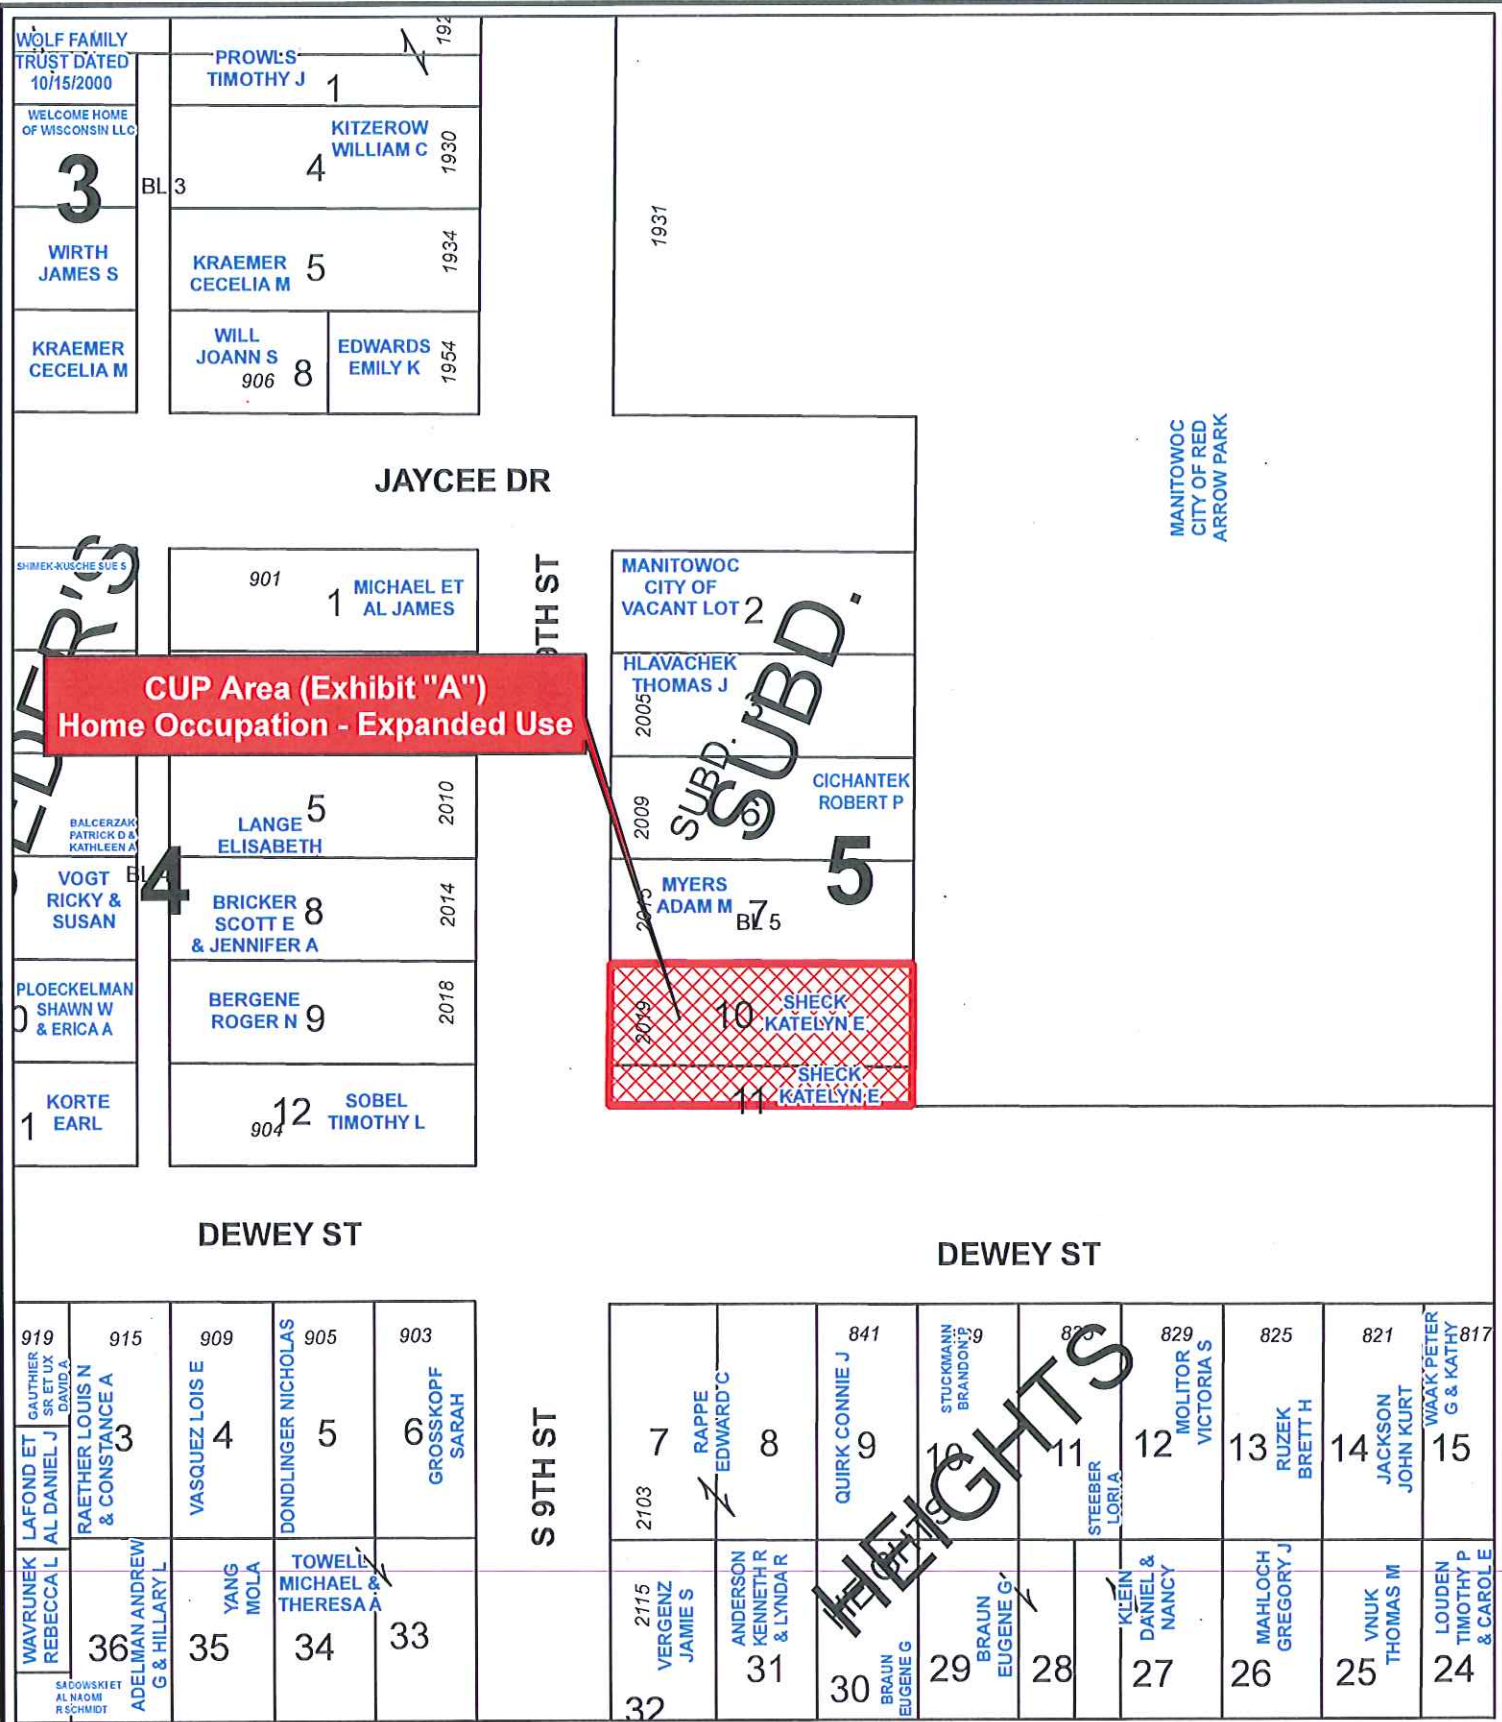 WOLF FAMILY
TRUST DATED
10/15/2000
PROWLS
TIMOTHY J
1
WELCOME HOME
OF WISCONSIN LLC
3
BL 3
KITZEROW
WILLIAM C
4
1930
1931
WIRTH
JAMES S
KRAEMER
CECELIA M
5
1934
KRAEMER
CECELIA M
WILL
JOANN S
906
8
EDWARDS
EMILY K
1954
MANITOWOC
CITY OF RED
ARROW PARK
JAYCEE DR
SHIMEK-KUSCHE SUE S
901
1
MICHAEL ET
AL JAMES
9TH ST
MANITOWOC
CITY OF
VACANT LOT
2
SUBD.
CUP Area (Exhibit "A")
Home Occupation - Expanded Use
HLAVACHEK
THOMAS J
2005
3
SUBD.
BALCERZAK
PATRICK D &
KATHLEEN A
LANGE
ELISABETH
5
2010
2009
6
CICHANTEK
ROBERT P
5
VOGT
RICKY &
SUSAN
4
BRICKER
SCOTT E
& JENNIFER A
8
2014
MYERS
ADAM M
7
BL 5
PLOECKELMAN
SHAWN W
& ERICA A
BERGENE
ROGER N
9
2018
2019
10
SHECK
KATELYN E
1
KORTE
EARL
904
12
SOBEL
TIMOTHY L
11
SHECK
KATELYN E
DEWEY ST
DEWEY ST
919
GAUTHIER
SR ET UX
DAVID A
915
RAETHER LOUIS N
& CONSTANCE A
3
909
VASQUEZ LOIS E
4
905
DONDLINGER NICHOLAS
5
903
6
GROSSKOPF
SARAH
S 9TH ST
7
2103
RAPPE
EDWARD C
8
841
QUIRK CONNIE J
9
STUCKMANN
BRANDON P
10
11
STEEBER
LORI A
829
12
MOLITOR
VICTORIA S
825
13
RUZEK
BRETT H
821
14
JACKSON
JOHN KURT
817
WAAK PETER
G & KATHY
15
HEIGHTS
LAFOND ET
AL DANIEL J
WAVRUNEK
REBECCA L
SADOWSKI ET
AL NAOMI
R SCHMIDT
36
ADELMAN ANDREW
G & HILLARY L
35
YANG
MOLA
TOWELL
MICHAEL &
THERESA A
34
33
2115
VERGENZ
JAMIE S
32
ANDERSON
KENNETH R
& LYNDA R
31
30
BRAUN
EUGENE G
29
BRAUN
EUGENE G
28
KLEIN
DANIEL &
NANCY
27
MAHLOCH
GREGORY J
26
VNUK
THOMAS M
25
LOUDEN
TIMOTHY P
& CAROL E
24